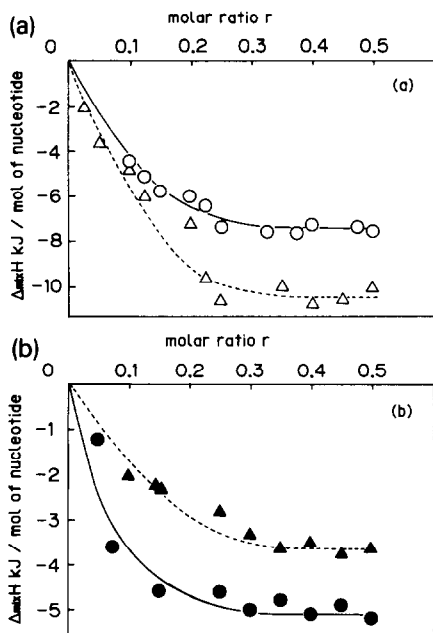 (a)
molar ratio r
0 0.1 0.2 0.3 0.4 0.5
(a)
-2
-4
-6
-8
-10
ΔmixH kJ / mol of nucleotide
(b)
molar ratio r
0 0.1 0.2 0.3 0.4 0.5
(b)
-1
-2
-3
-4
-5
ΔmixH kJ / mol of nucleotide